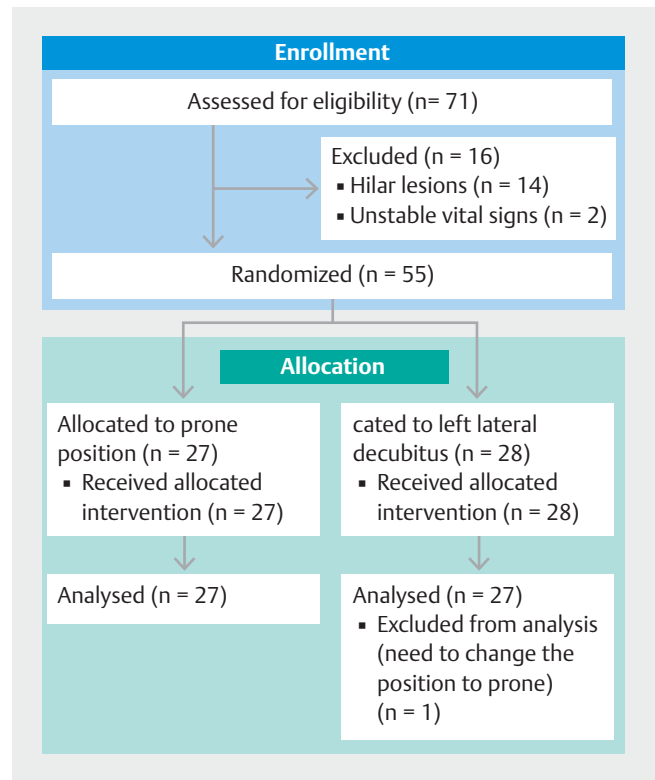 Enrollment
Assessed for eligibility (n= 71)
Excluded (n = 16)
▪ Hilar lesions (n = 14)
▪ Unstable vital signs (n = 2)
Randomized (n = 55)
Allocation
Allocated to prone
position (n = 27)
▪ Received allocated
intervention (n = 27)
cated to left lateral
decubitus (n = 28)
▪ Received allocated
intervention (n = 28)
Analysed (n = 27)
Analysed (n = 27)
▪ Excluded from analysis
(need to change the
position to prone)
(n = 1)